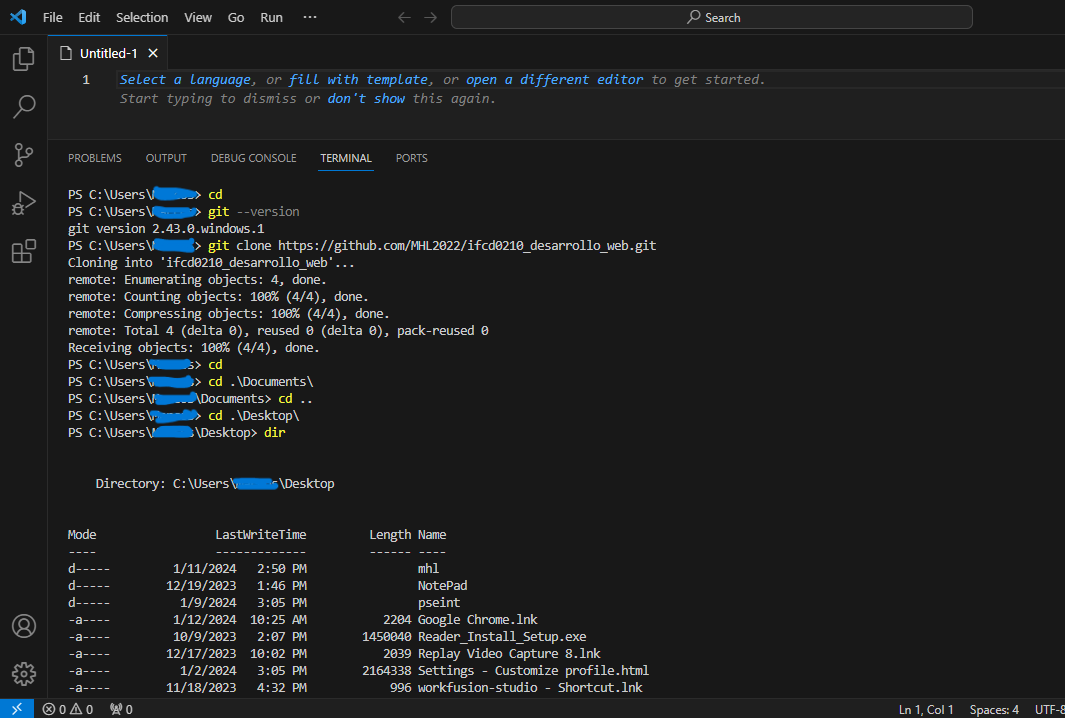 File Edit Selection View Go Run ···
Search
Untitled-1
1 Select a language, or fill with template, or open a different editor to get started.
Start typing to dismiss or don't show this again.
PROBLEMS OUTPUT DEBUG CONSOLE TERMINAL PORTS
PS C:\Users\ > cd
PS C:\Users\ > git --version
git version 2.43.0.windows.1
PS C:\Users\ > git clone https://github.com/MHL2022/ifcd0210_desarrollo_web.git
Cloning into 'ifcd0210_desarrollo_web'...
remote: Enumerating objects: 4, done.
remote: Counting objects: 100% (4/4), done.
remote: Compressing objects: 100% (4/4), done.
remote: Total 4 (delta 0), reused 0 (delta 0), pack-reused 0
Receiving objects: 100% (4/4), done.
PS C:\Users\ > cd
PS C:\Users\ > cd .\Documents\
PS C:\Users\ \Documents> cd ..
PS C:\Users\ > cd .\Desktop\
PS C:\Users\ \Desktop> dir
Directory: C:\Users\ \Desktop
Mode LastWriteTime Length Name
---- ------------- ------ ----
d----- 1/11/2024 2:50 PM mhl
d----- 12/19/2023 1:46 PM NotePad
d----- 1/9/2024 3:05 PM pseint
-a---- 1/12/2024 10:25 AM 2204 Google Chrome.lnk
-a---- 10/9/2023 2:07 PM 1450040 Reader_Install_Setup.exe
-a---- 12/17/2023 10:02 PM 2039 Replay Video Capture 8.lnk
-a---- 1/2/2024 3:05 PM 2164338 Settings - Customize profile.html
-a---- 11/18/2023 4:32 PM 996 workfusion-studio - Shortcut.lnk
0 0 0 Ln 1, Col 1 Spaces: 4 UTF-8